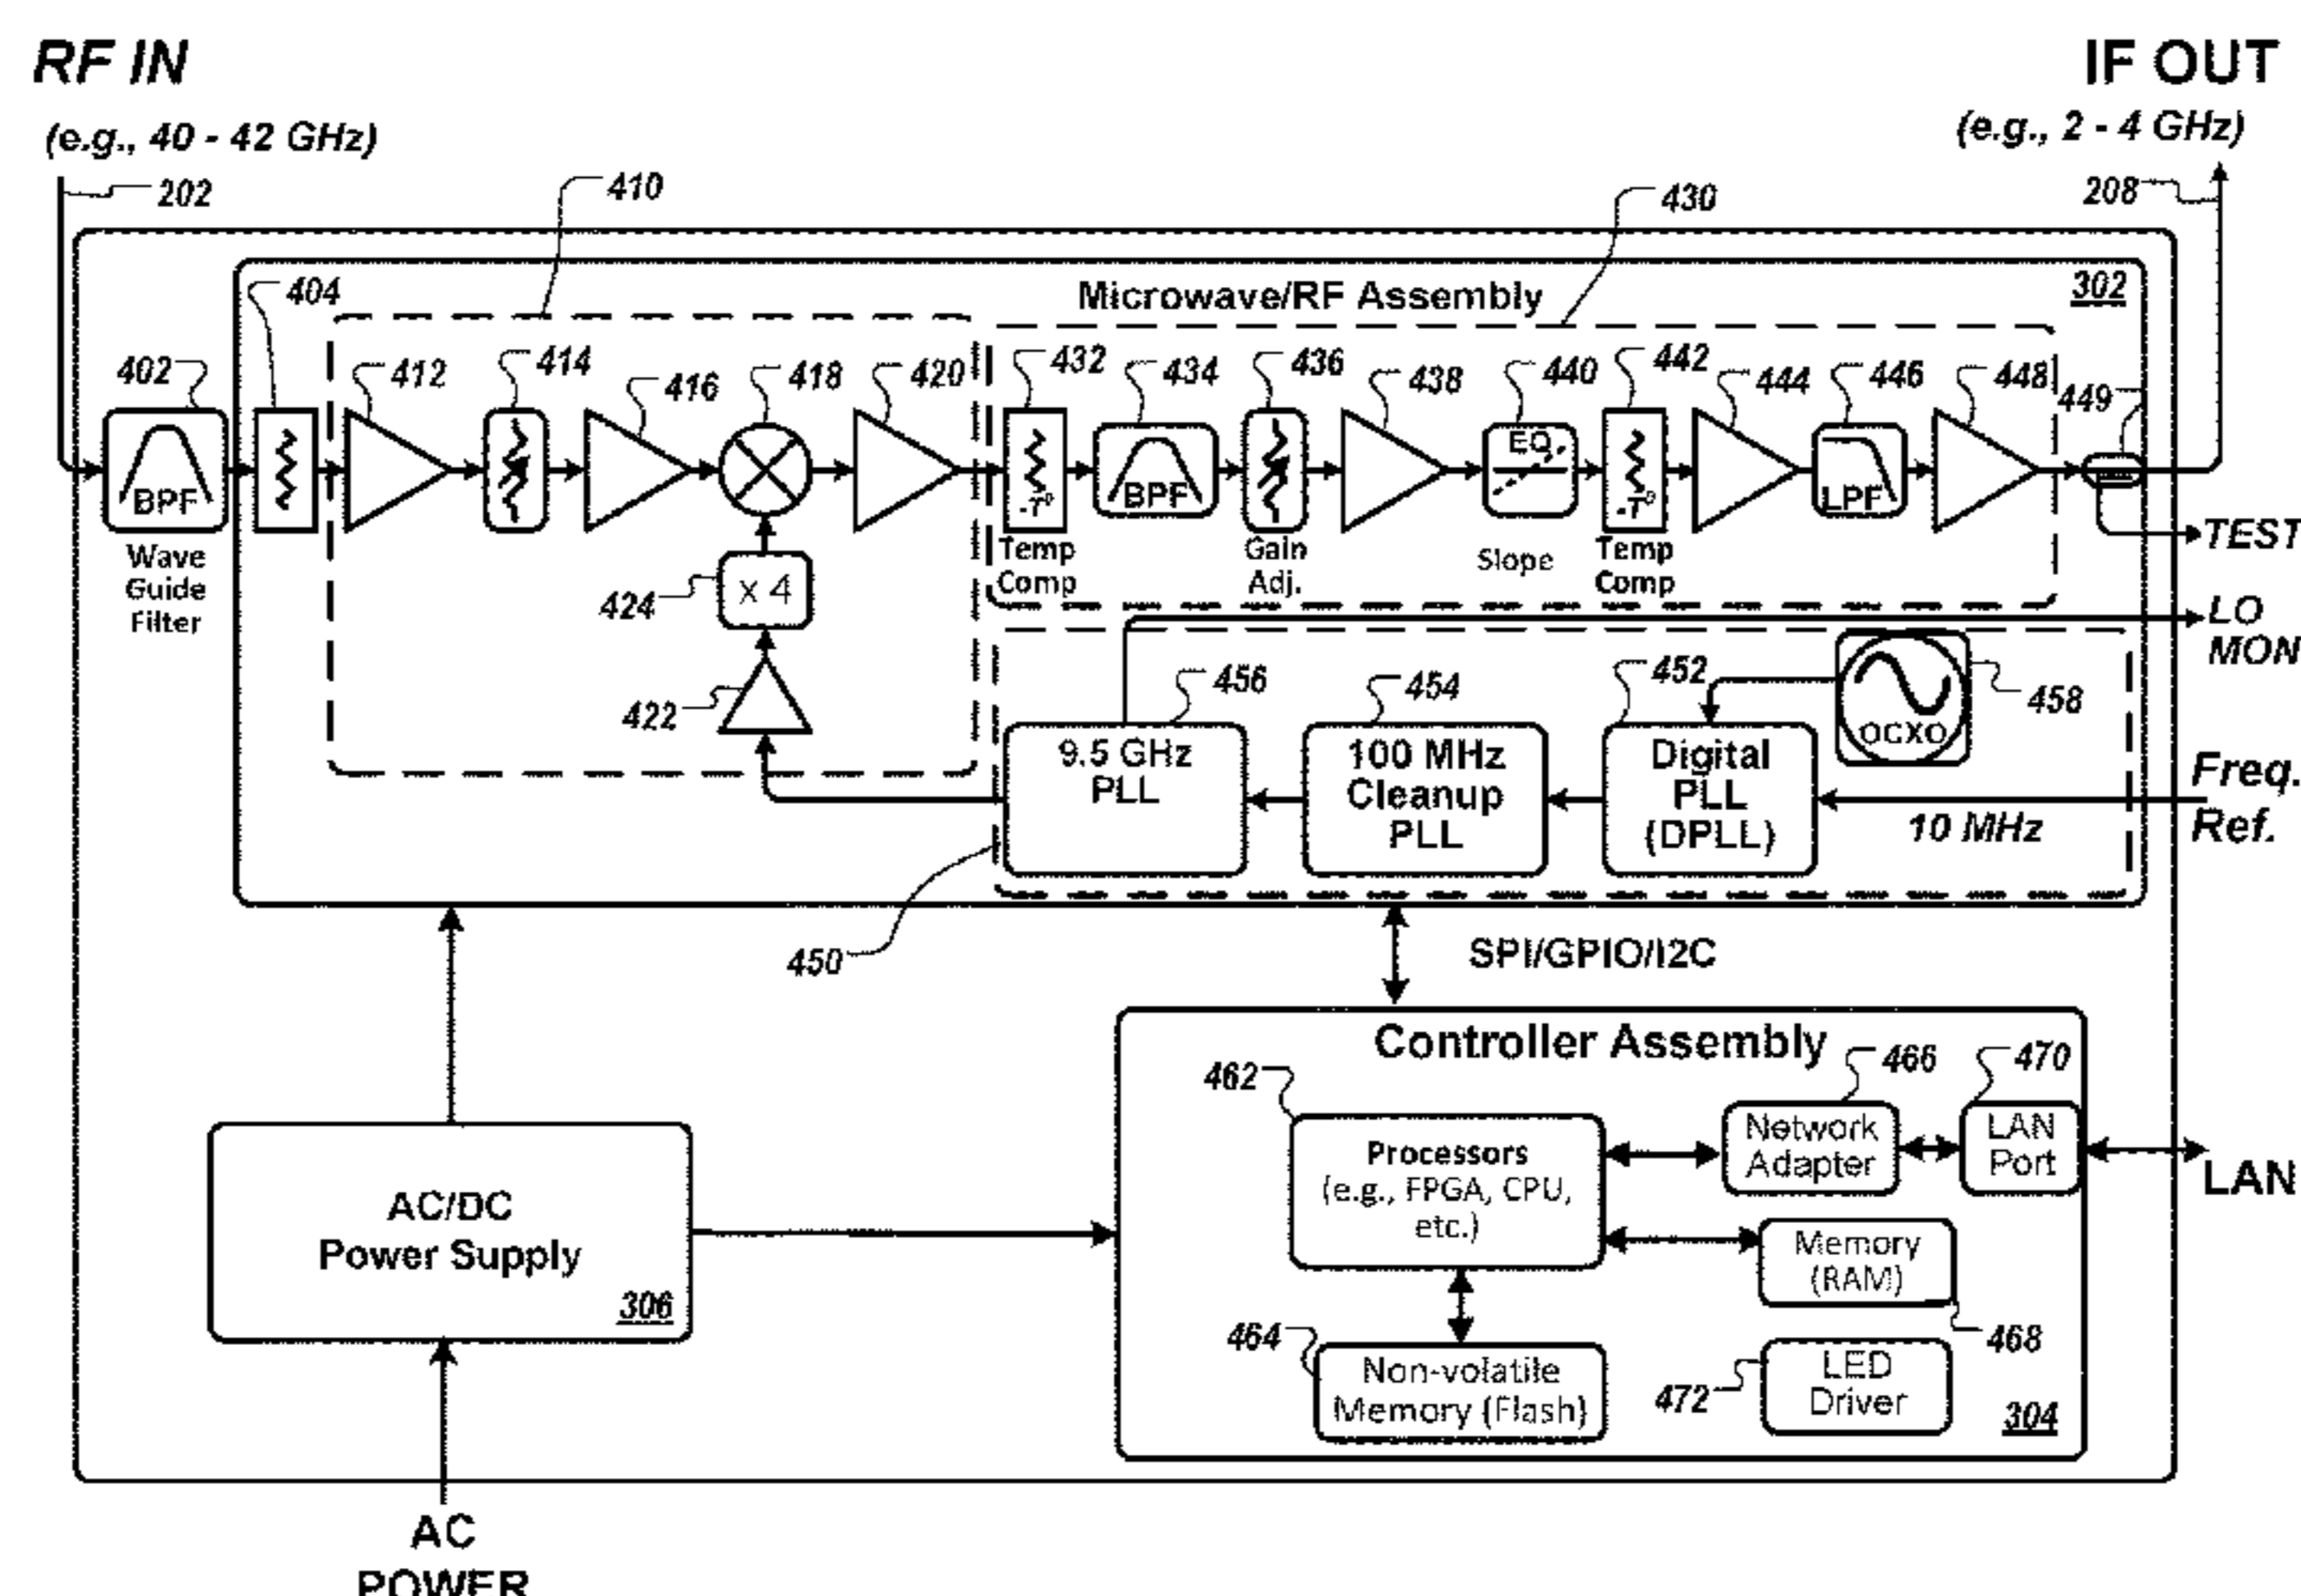 RF IN
IF OUT
(e.g., 40 - 42 GHz)
(e.g., 2 - 4 GHz)
202
410
430
208
404
Microwave/RF Assembly
302
402
412
414
416
418
420
432
434
436
438
440
442
444
446
448
449
BPF
-T°
BPF
EQ
-T°
LPF
Wave
Guide
Filter
Temp
Comp
Gain
Adj.
Slope
Temp
Comp
TEST
424
x 4
LO
MON
422
456
454
452
458
OCXO
9.5 GHz
PLL
100 MHz
Cleanup
PLL
Digital
PLL
(DPLL)
10 MHz
Freq.
Ref.
450
SPI/GPIO/I2C
Controller Assembly
462
466
470
Processors
(e.g., FPGA, CPU,
etc.)
Network
Adapter
LAN
Port
LAN
AC/DC
Power Supply
306
Memory
(RAM)
468
464
Non-volatile
Memory (Flash)
472
LED
Driver
304
AC
POWER